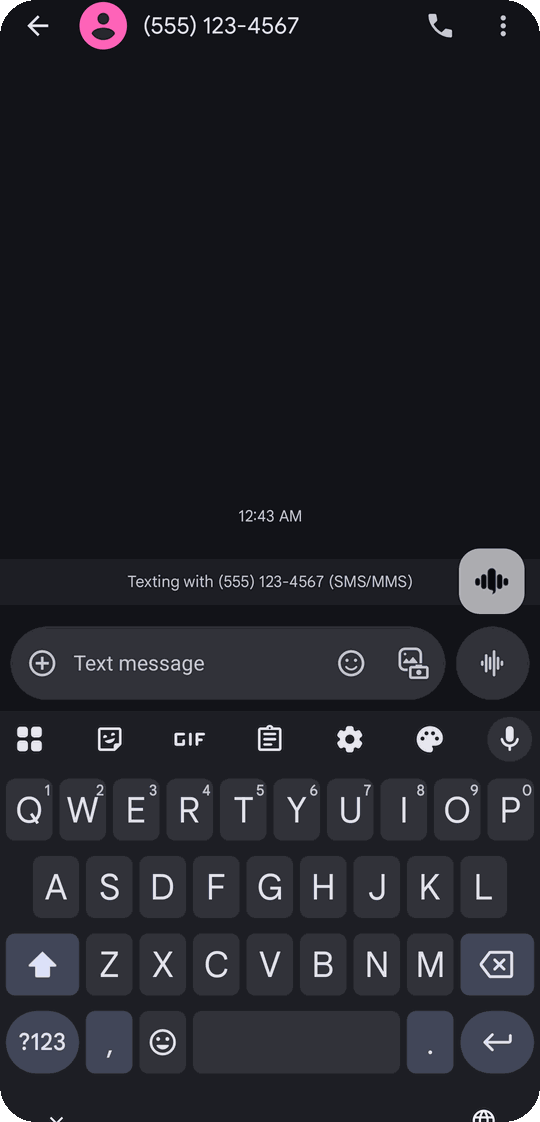 (555) 123-4567
12:43 AM
Texting with (555) 123-4567 (SMS/MMS)
Text message
GIF
Q1 W2 E3 R4 T5 Y6 U7 I8 O9 P0
A S D F G H J K L
Z X C V B N M
?123 , .